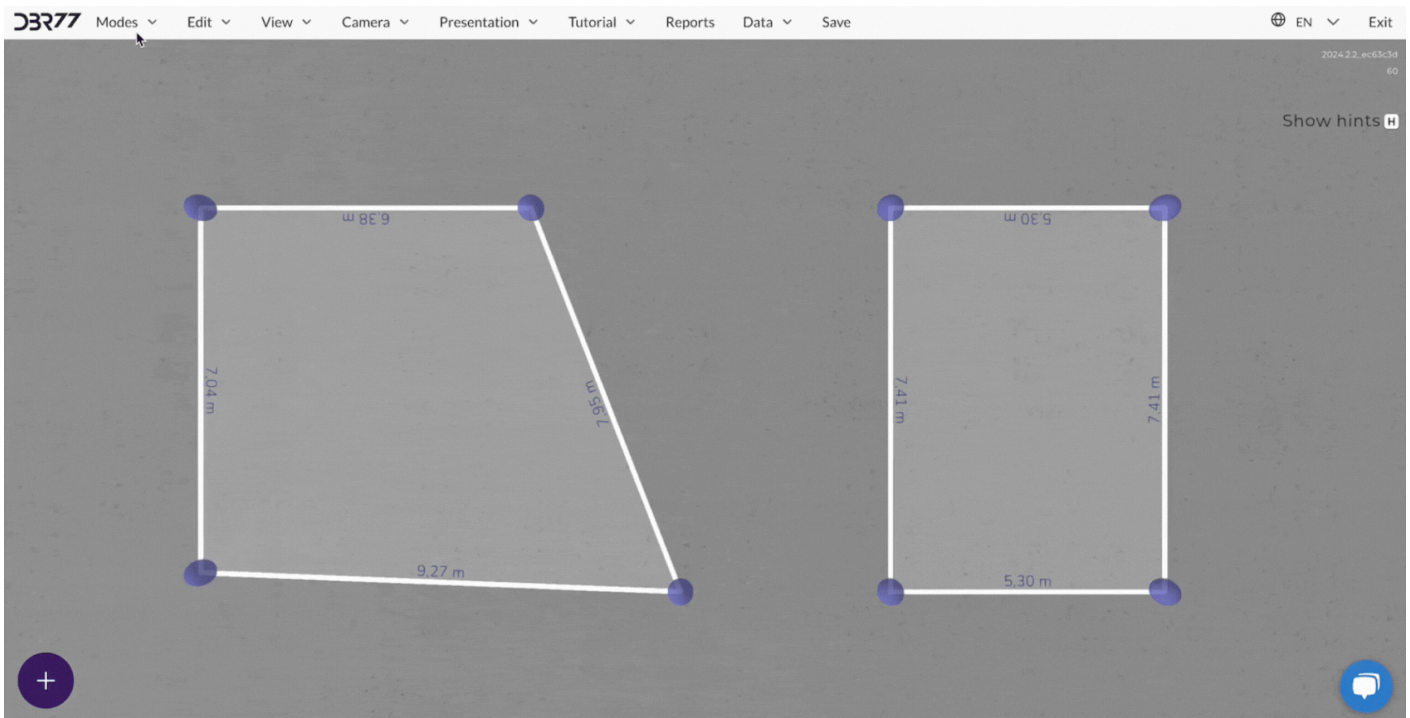 DBR77 Modes Edit View Camera Presentation Tutorial Reports Data Save EN Exit
2024.2.2_ec63c3d
60
Show hints H
6,38 m
5,30 m
7,04 m
7,95 m
7,41 m
7,41 m
9,27 m
5,30 m
+